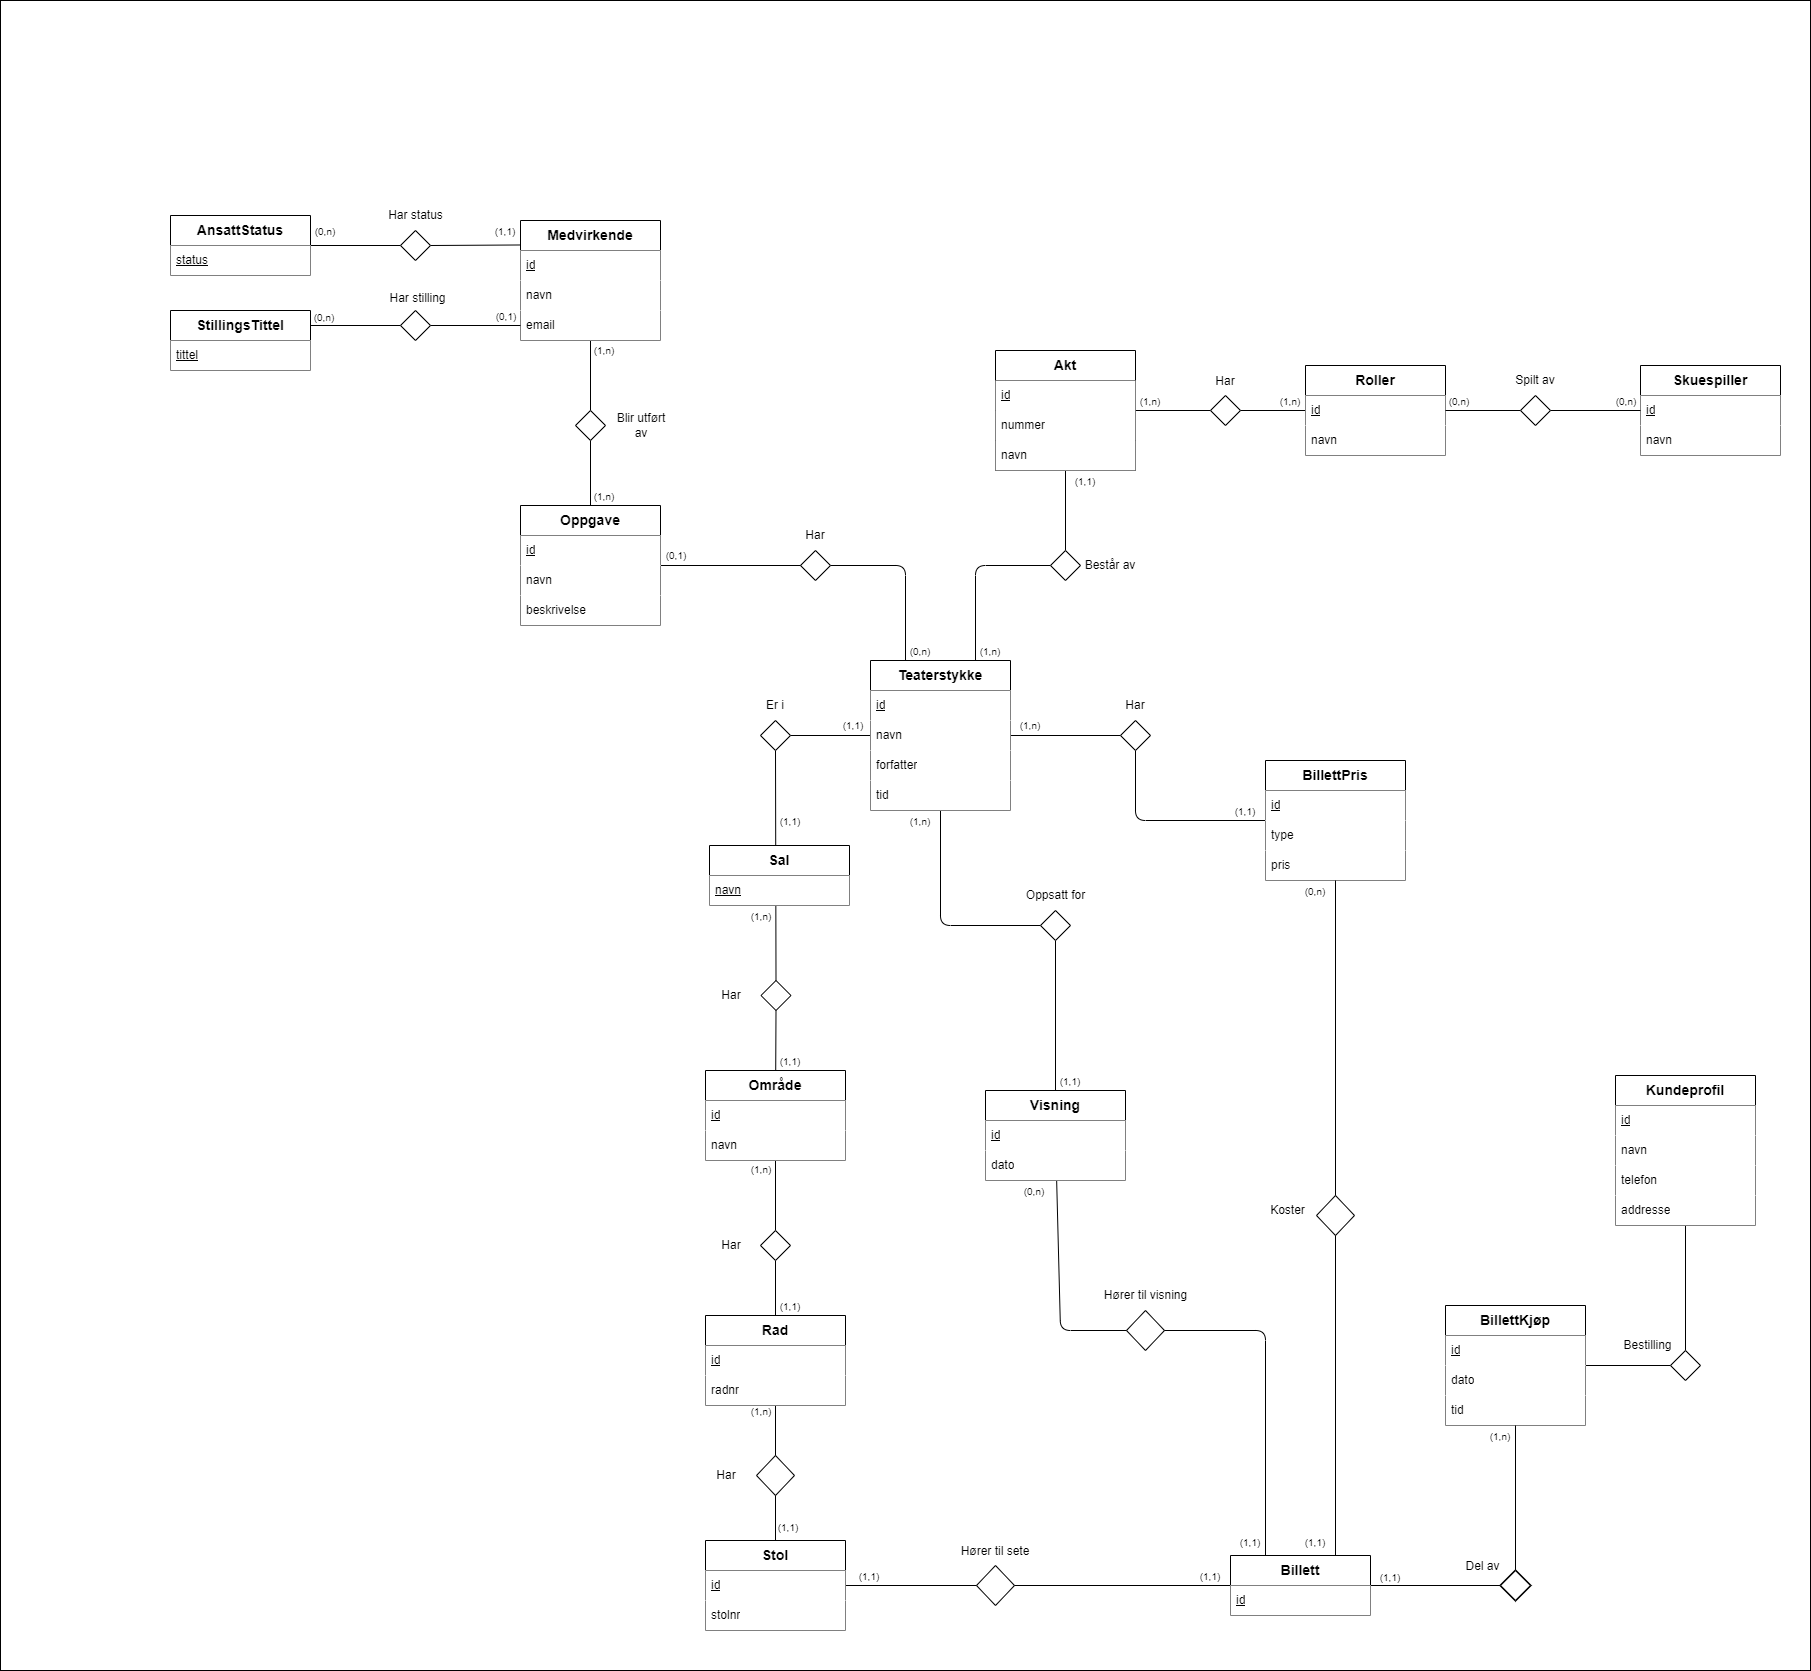 Har status
AnsattStatus
(0,n)
(1,1)
Medvirkende
status
id
navn
email
Har stilling
StillingsTittel
(0,n)
(0,1)
tittel
(1,n)
Blir utført
av
(1,n)
Oppgave
id
navn
beskrivelse
(0,1)
Har
(0,n)
Akt
id
nummer
navn
(1,n)
Har
(1,n)
Roller
id
navn
(0,n)
Spilt av
(0,n)
Skuespiller
id
navn
(1,1)
Består av
(1,n)
Teaterstykke
id
navn
forfatter
tid
Er i
(1,1)
(1,1)
(1,n)
Har
(1,1)
BillettPris
id
type
pris
(0,n)
(1,n)
Oppsatt for
(1,1)
Sal
navn
(1,n)
Har
(1,1)
Område
id
navn
(1,n)
Har
(1,1)
Rad
id
radnr
(1,n)
Har
(1,1)
Stol
id
stolnr
Visning
id
dato
(0,n)
Hører til visning
(1,1)
Koster
(1,1)
Kundeprofil
id
navn
telefon
addresse
Bestilling
BillettKjøp
id
dato
tid
(1,n)
Del av
(1,1)
(1,1)
Hører til sete
(1,1)
Billett
id